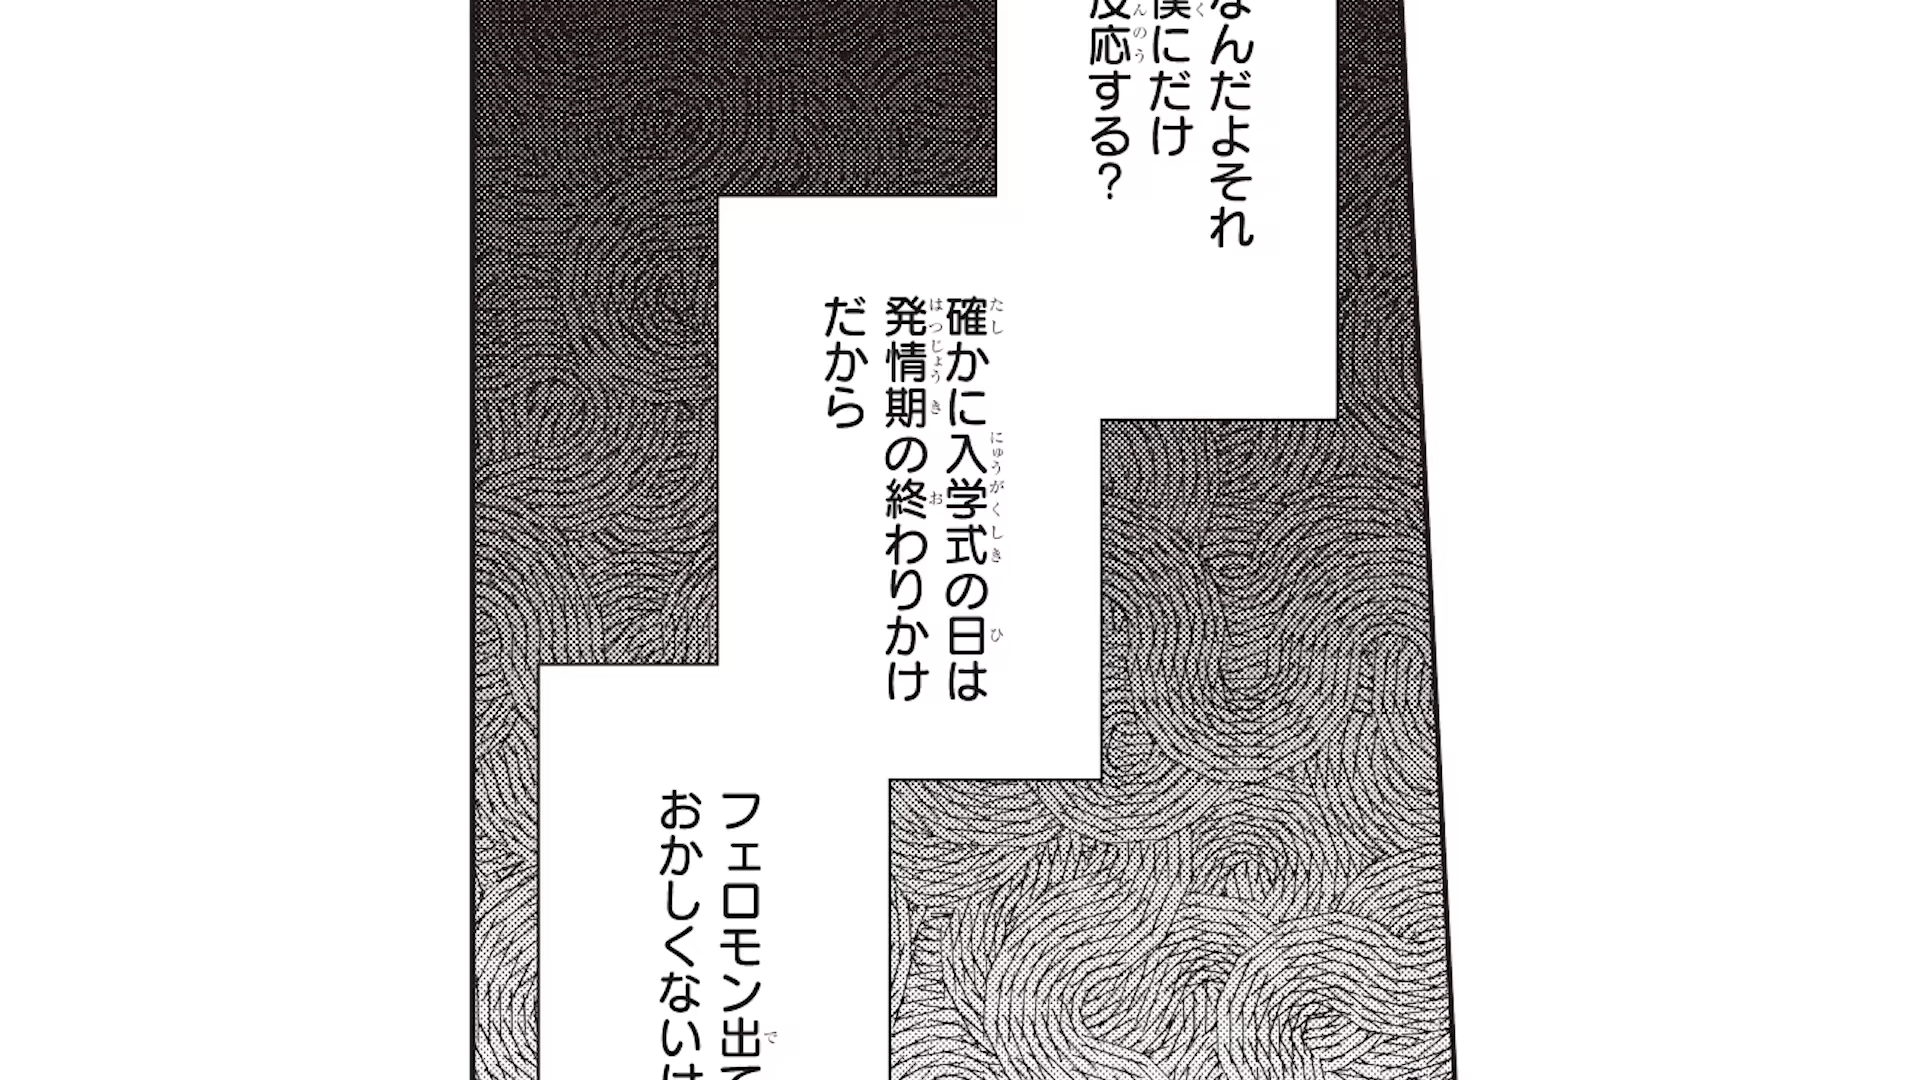 なんだよそれ
僕にだけ
反応する？
確かに入学式の日は
発情期の終わりかけ
だから
フェロモン出て
おかしくないけ